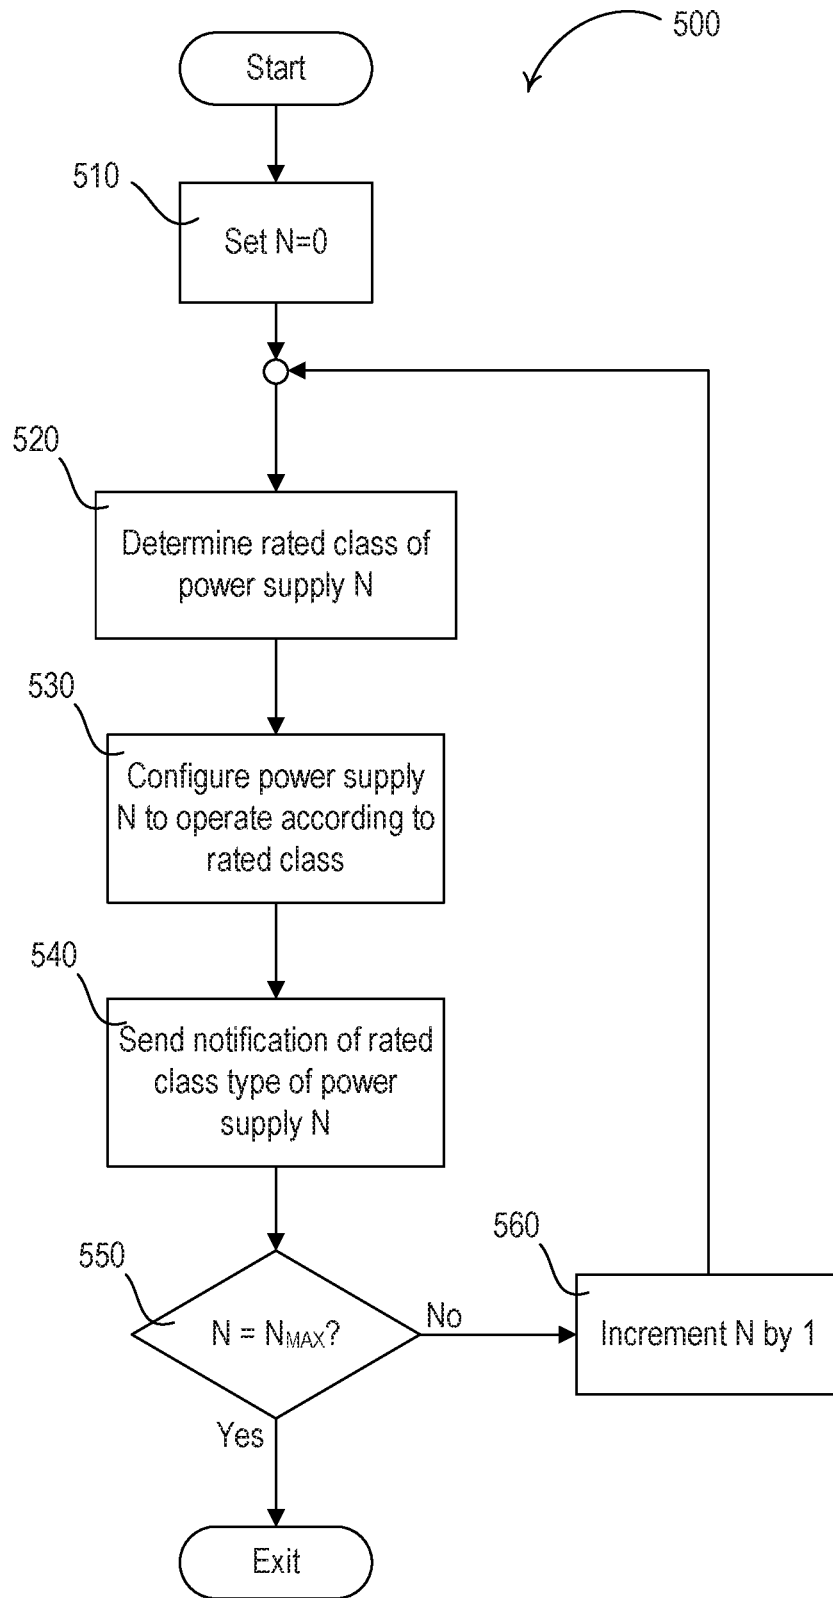 500
Start
510
Set N=0
520
Determine rated class of
power supply N
530
Configure power supply
N to operate according to
rated class
540
Send notification of rated
class type of power
supply N
550
N = NMAX?
No
560
Increment N by 1
Yes
Exit